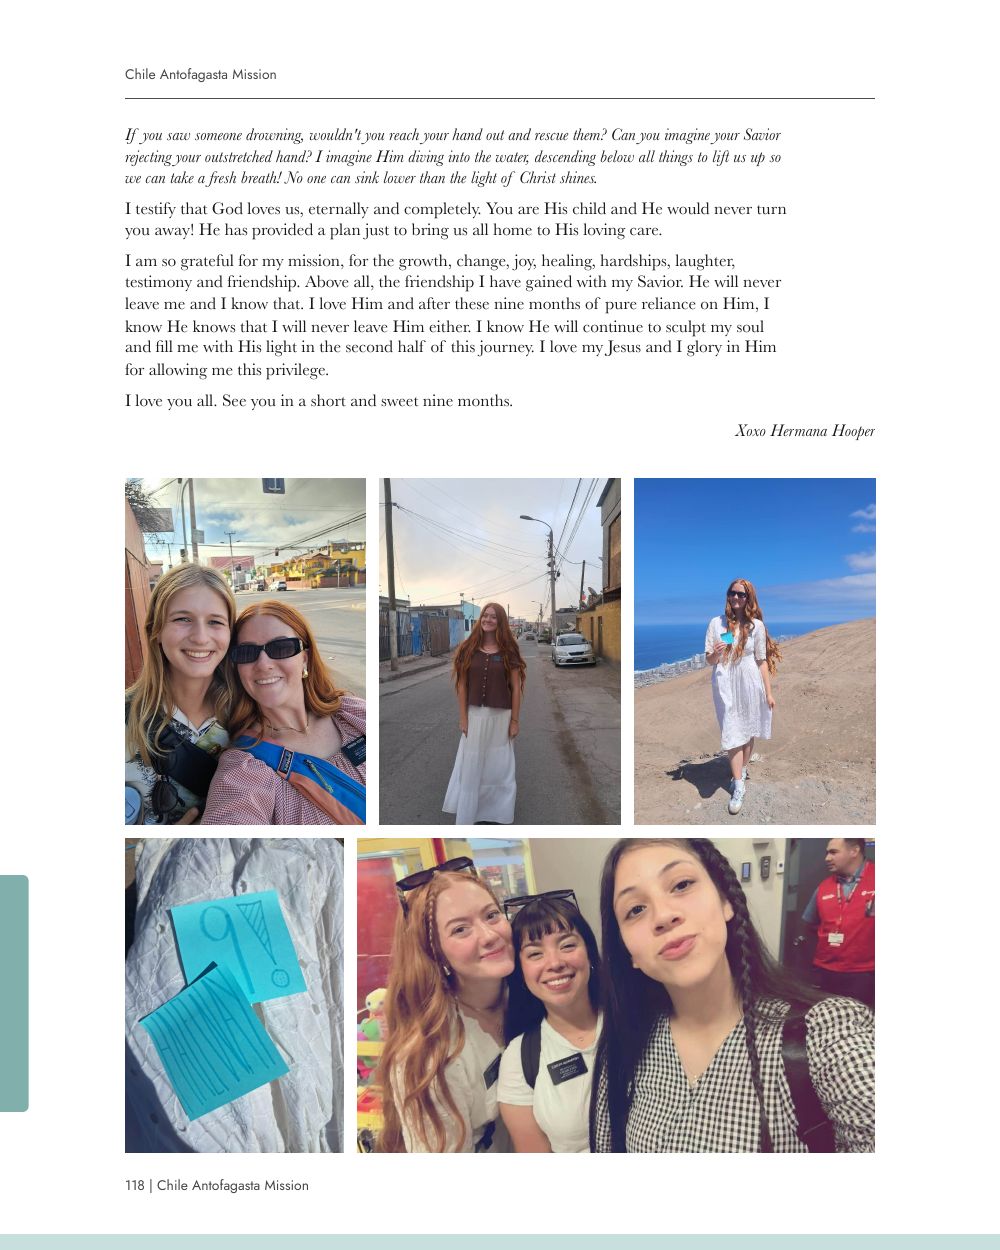 Chile Antofagasta Mission
If you saw someone drowning, wouldn't you reach your hand out and rescue them? Can you imagine your Savior
rejecting your outstretched hand? I imagine Him diving into the water, descending below all things to lift us up so
we can take a fresh breath! No one can sink lower than the light of Christ shines.
I testify that God loves us, eternally and completely. You are His child and He would never turn
you away! He has provided a plan just to bring us all home to His loving care.
I am so grateful for my mission, for the growth, change, joy, healing, hardships, laughter,
testimony and friendship. Above all, the friendship I have gained with my Savior. He will never
leave me and I know that. I love Him and after these nine months of pure reliance on Him, I
know He knows that I will never leave Him either. I know He will continue to sculpt my soul
and fill me with His light in the second half of this journey. I love my Jesus and I glory in Him
for allowing me this privilege.
I love you all. See you in a short and sweet nine months.
Xoxo Hermana Hooper
9!
HALFWAY
118 | Chile Antofagasta Mission